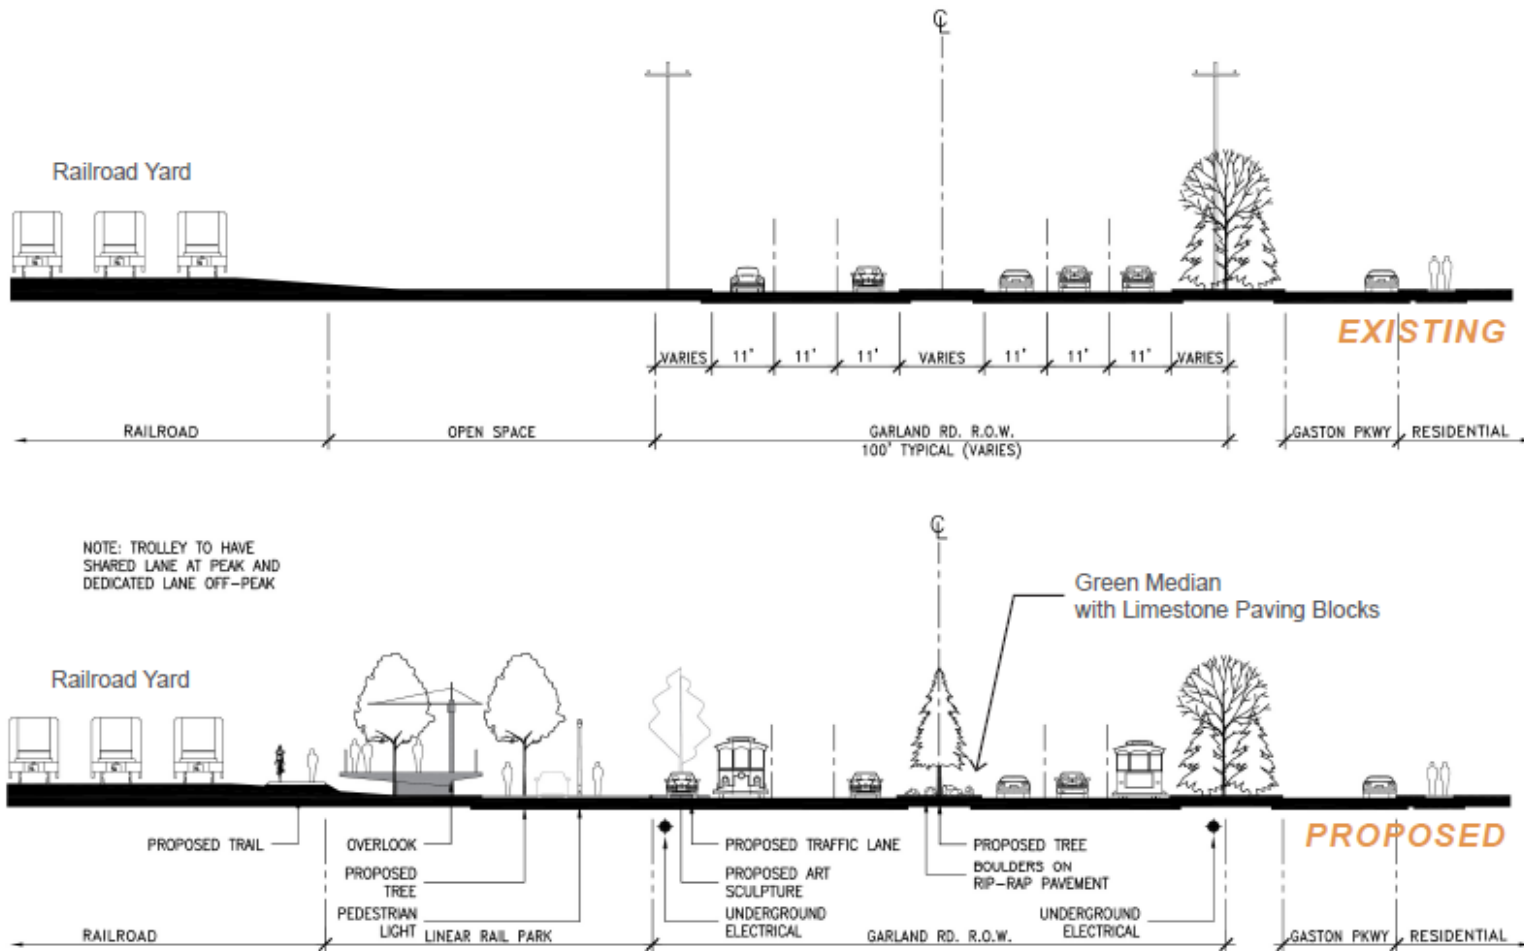 ℄
Railroad Yard
EXISTING
VARIES 11' 11' 11' VARIES 11' 11' 11' VARIES
RAILROAD OPEN SPACE GARLAND RD. R.O.W. GASTON PKWY RESIDENTIAL
100' TYPICAL (VARIES)
℄
NOTE: TROLLEY TO HAVE
SHARED LANE AT PEAK AND
DEDICATED LANE OFF-PEAK
Green Median
with Limestone Paving Blocks
Railroad Yard
PROPOSED
PROPOSED TRAIL
OVERLOOK
PROPOSED
TREE
PEDESTRIAN
LIGHT
PROPOSED TRAFFIC LANE
PROPOSED ART
SCULPTURE
UNDERGROUND
ELECTRICAL
PROPOSED TREE
BOULDERS ON
RIP-RAP PAVEMENT
UNDERGROUND
ELECTRICAL
RAILROAD LINEAR RAIL PARK GARLAND RD. R.O.W. GASTON PKWY RESIDENTIAL